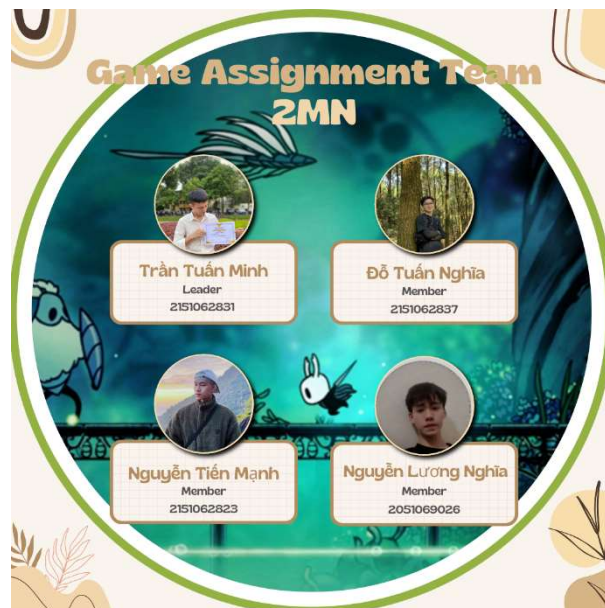 Game Assignment Team
2MN
Trần Tuấn Minh
Leader
2151062831
Đỗ Tuấn Nghĩa
Member
2151062837
Nguyễn Tiến Mạnh
Member
2151062823
Nguyễn Lương Nghĩa
Member
2051069026